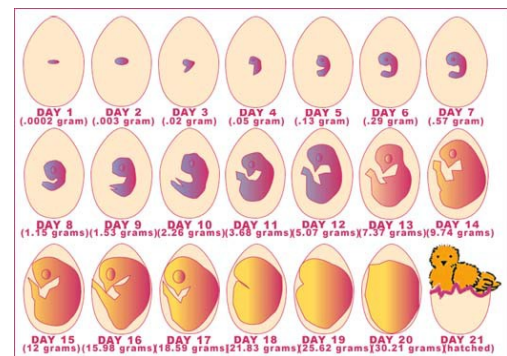 DAY 1 DAY 2 DAY 3 DAY 4 DAY 5 DAY 6 DAY 7
(.0002 gram) (.003 gram) (.02 gram) (.05 gram) (.13 gram) (.29 gram) (.57 gram)
DAY 8 DAY 9 DAY 10 DAY 11 DAY 12 DAY 13 DAY 14
(1.15 grams) (1.53 grams) (2.26 grams) (3.68 grams) (5.07 grams) (7.37 grams) (9.74 grams)
DAY 15 DAY 16 DAY 17 DAY 18 DAY 19 DAY 20 DAY 21
(12 grams) (15.98 grams) (18.59 grams) (21.83 grams) (25.62 grams) (30.21 grams) (hatched)